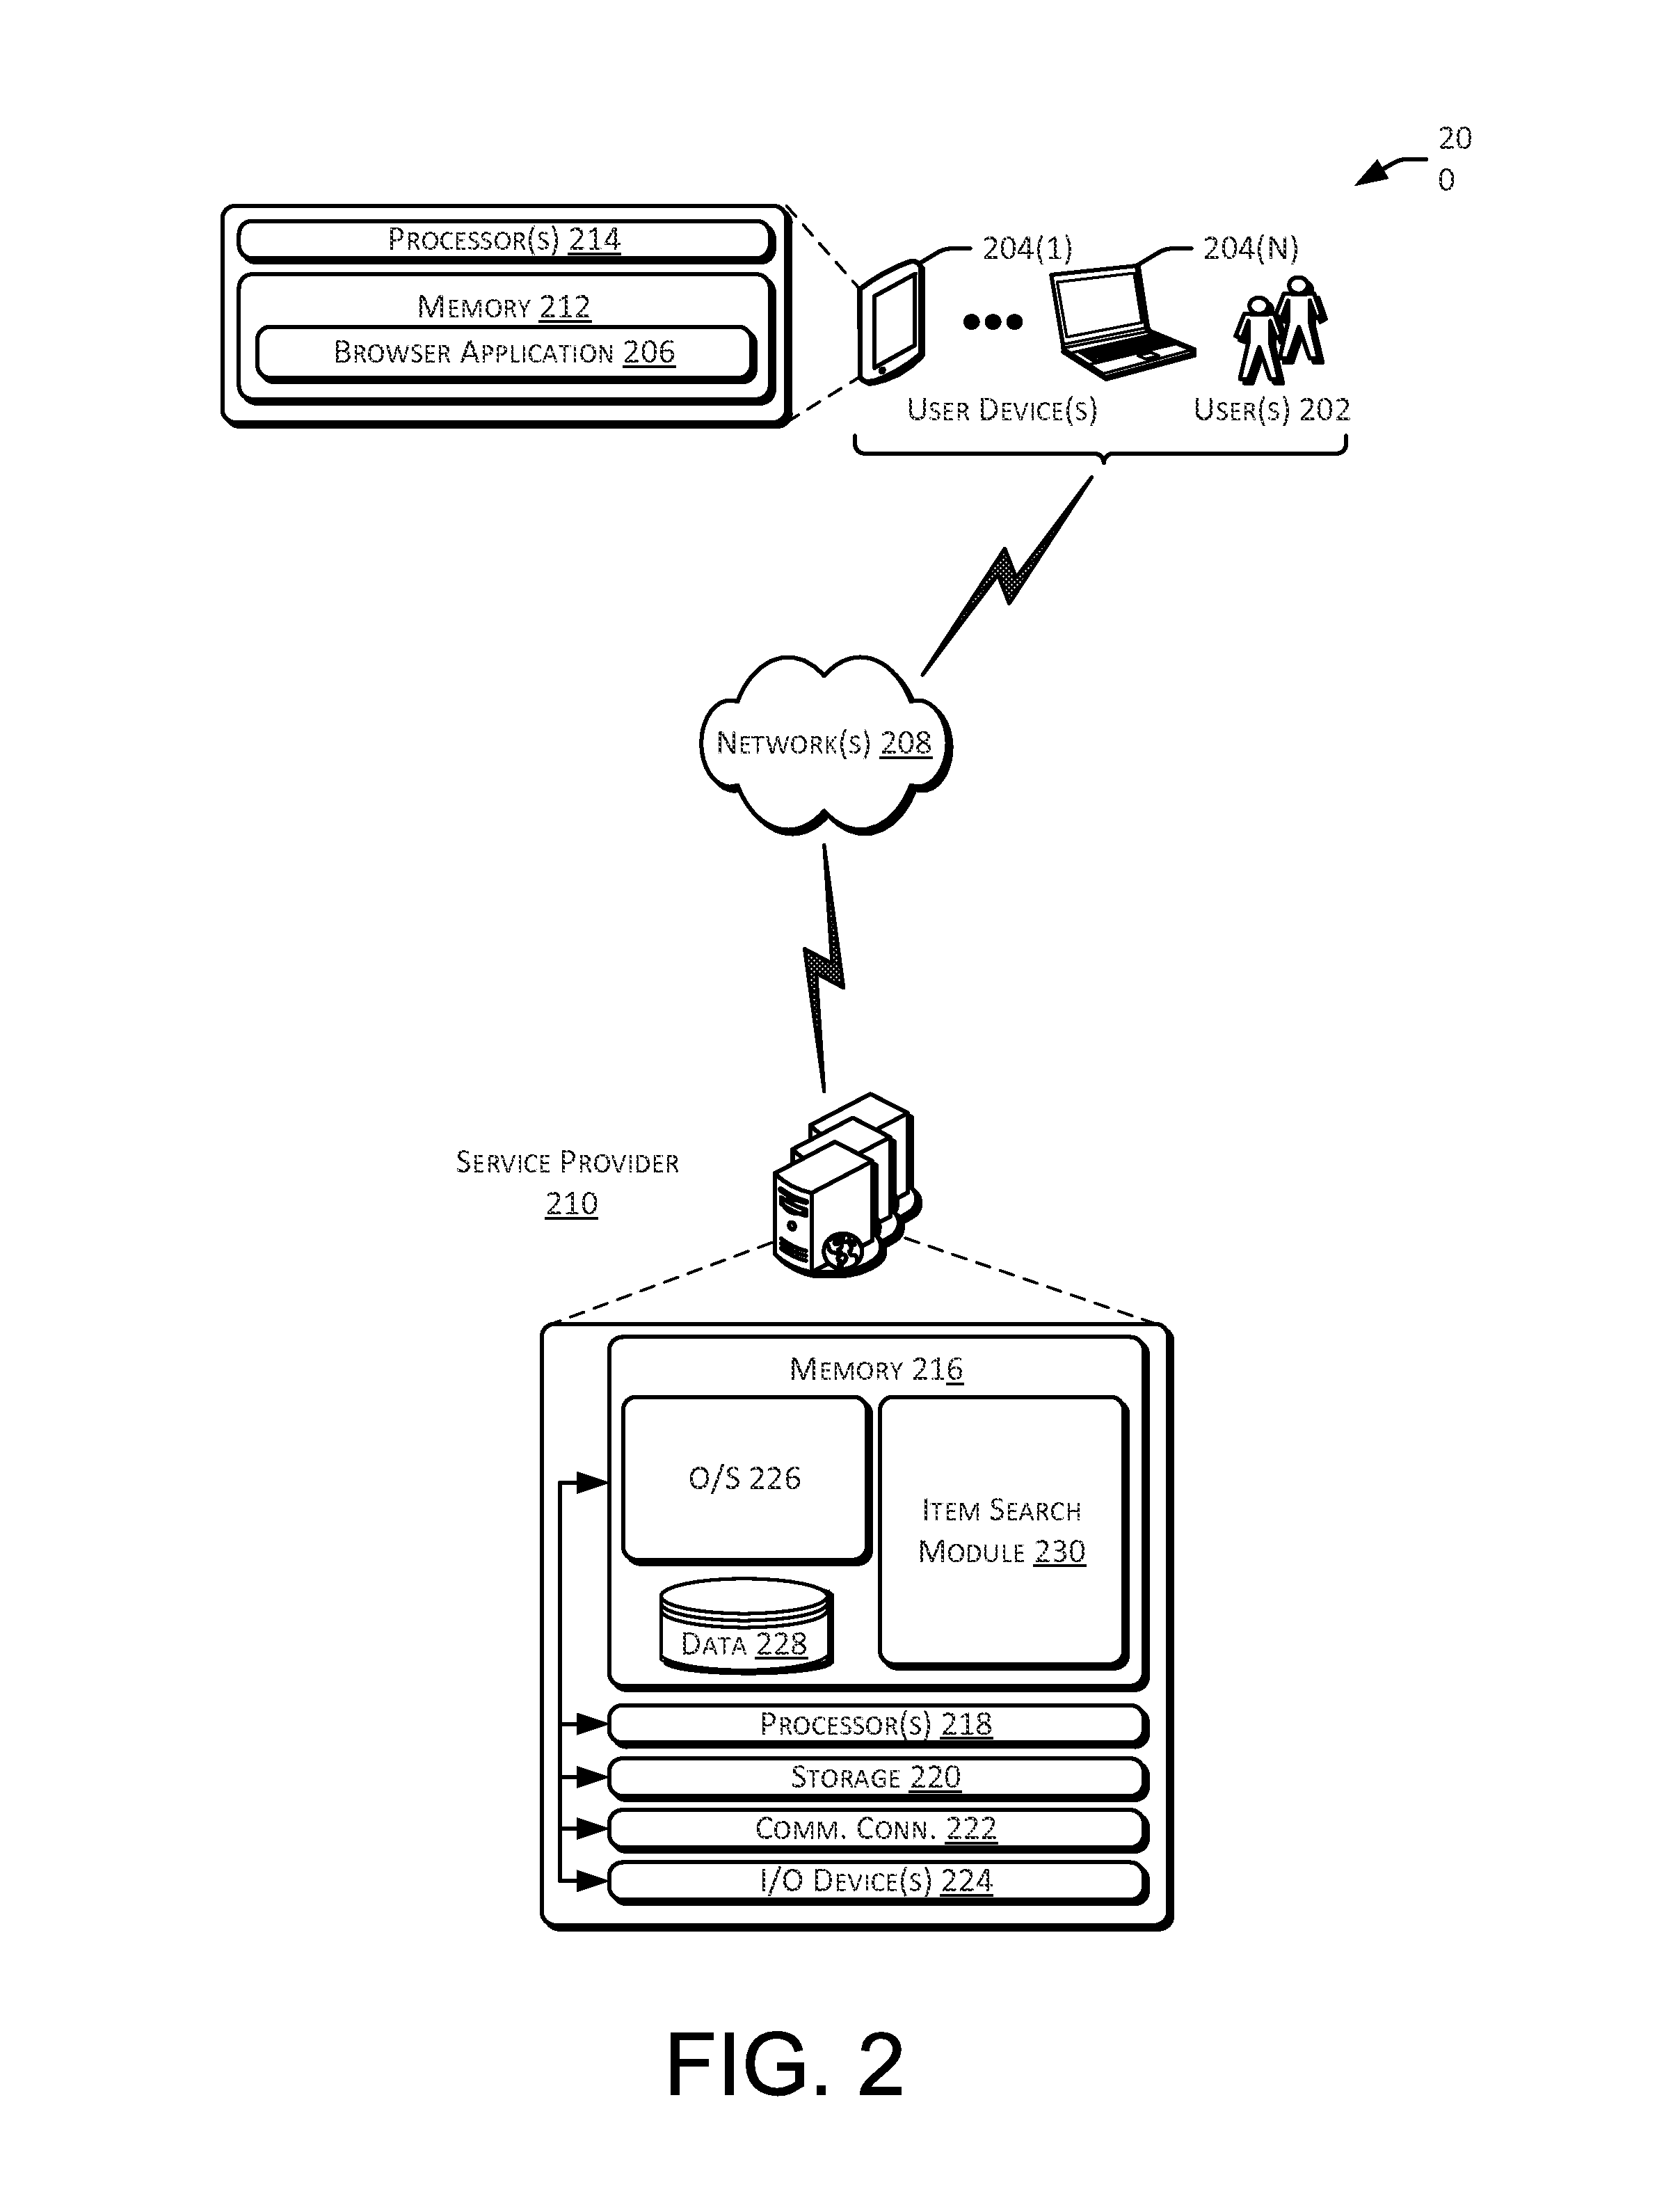 20
0
PROCESSOR(S) 214
204(1)
204(N)
MEMORY 212
BROWSER APPLICATION 206
USER DEVICE(S)
USER(S) 202
NETWORK(S) 208
SERVICE PROVIDER
210
MEMORY 216
O/S 226
ITEM SEARCH
MODULE 230
DATA 228
PROCESSOR(S) 218
STORAGE 220
COMM. CONN. 222
I/O DEVICE(S) 224
FIG. 2